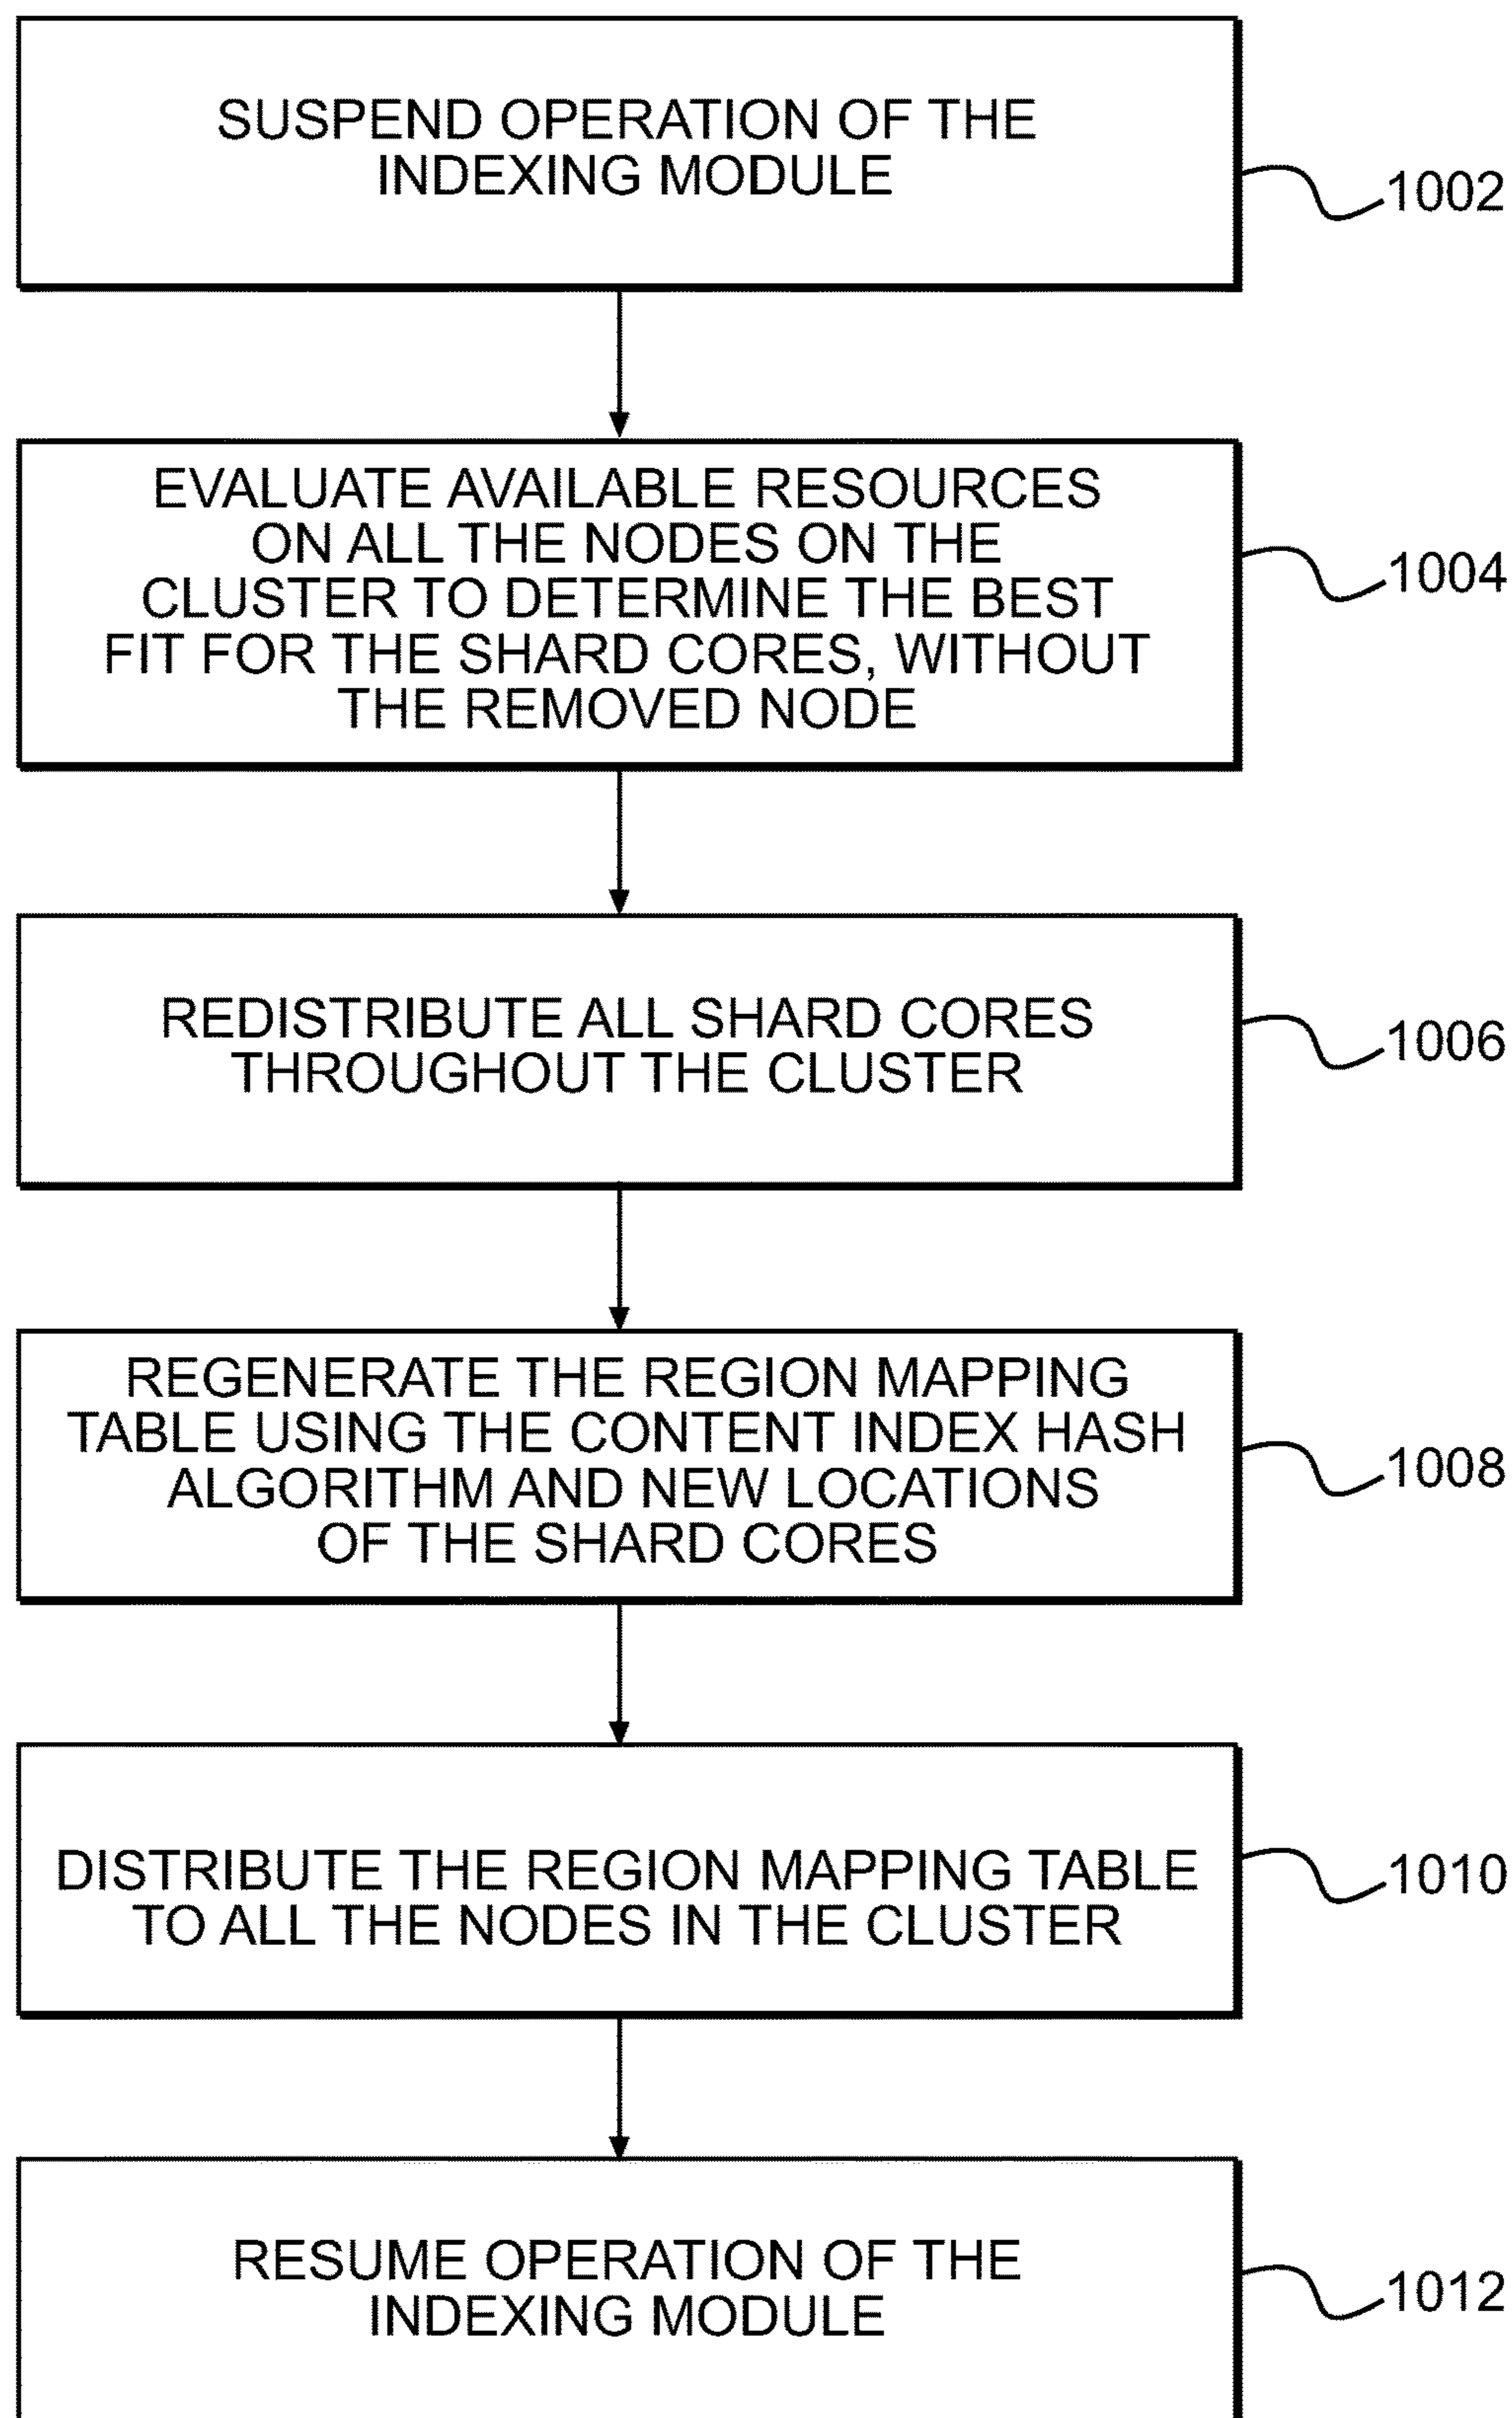 SUSPEND OPERATION OF THE
INDEXING MODULE
1002
EVALUATE AVAILABLE RESOURCES
ON ALL THE NODES ON THE
CLUSTER TO DETERMINE THE BEST
FIT FOR THE SHARD CORES, WITHOUT
THE REMOVED NODE
1004
REDISTRIBUTE ALL SHARD CORES
THROUGHOUT THE CLUSTER
1006
REGENERATE THE REGION MAPPING
TABLE USING THE CONTENT INDEX HASH
ALGORITHM AND NEW LOCATIONS
OF THE SHARD CORES
1008
DISTRIBUTE THE REGION MAPPING TABLE
TO ALL THE NODES IN THE CLUSTER
1010
RESUME OPERATION OF THE
INDEXING MODULE
1012